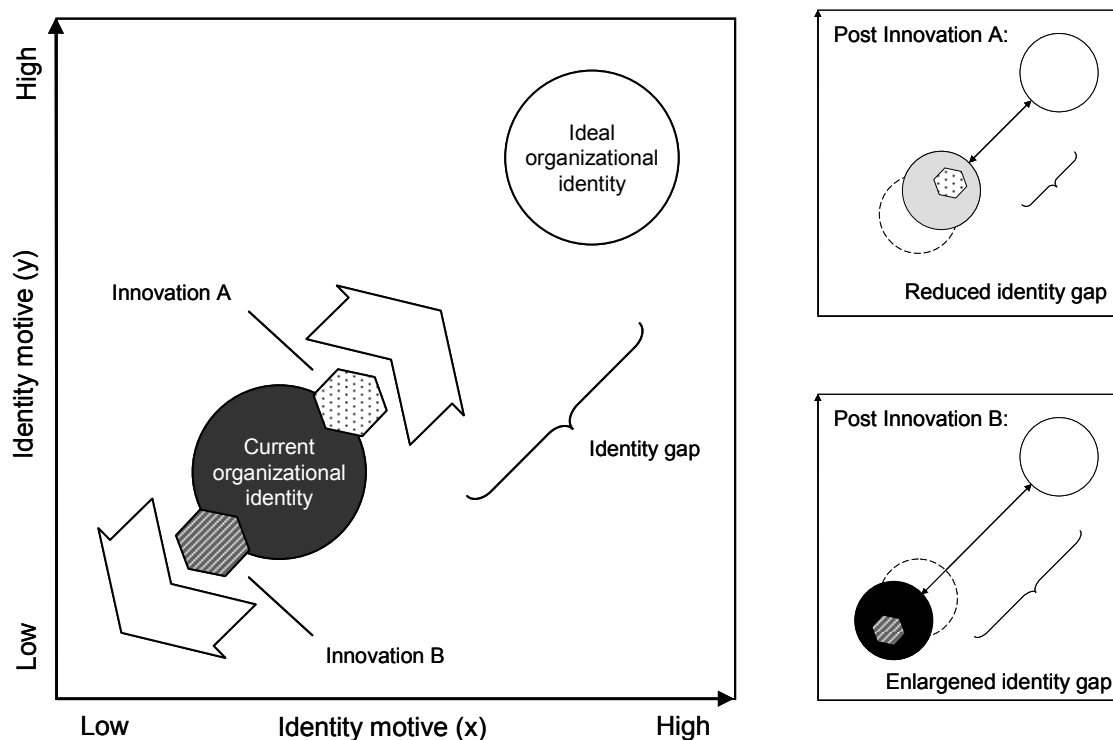 High
Identity motive (y)
Low
Ideal
organizational
identity
Innovation A
Current
organizational
identity
Identity gap
Innovation B
Low
Identity motive (x)
High
Post Innovation A:
Reduced identity gap
Post Innovation B:
Enlargened identity gap